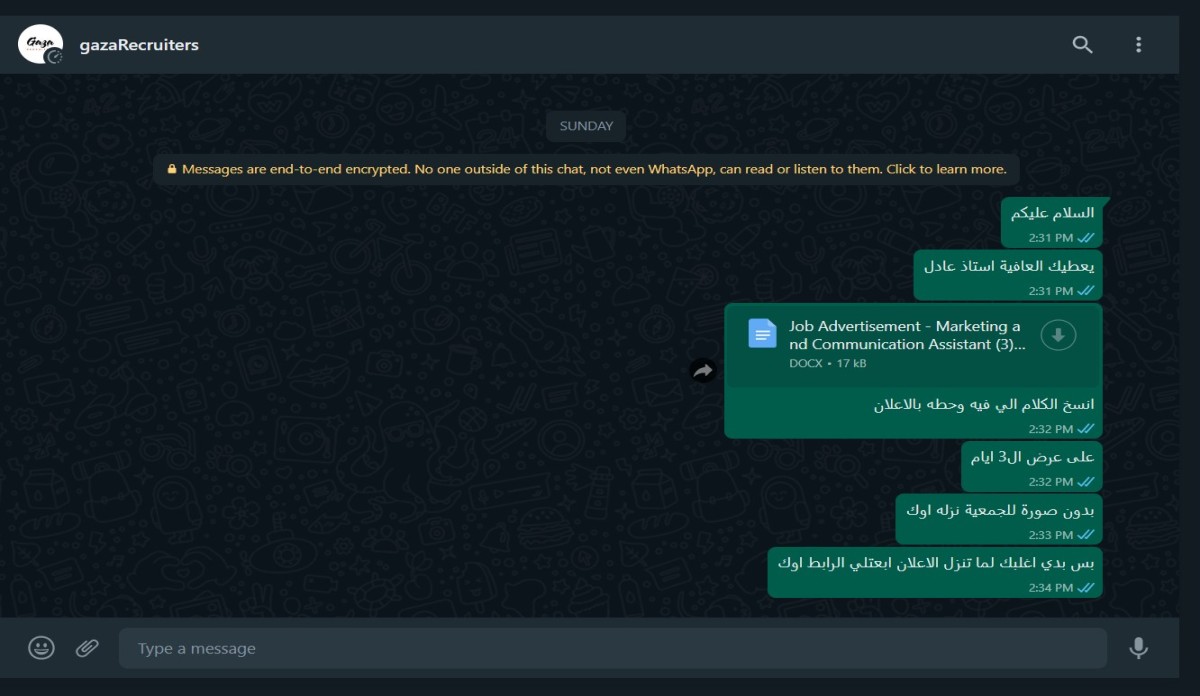 Gaza
gazaRecruiters
SUNDAY
Messages are end-to-end encrypted. No one outside of this chat, not even WhatsApp, can read or listen to them. Click to learn more.
السلام عليكم
2:31 PM
يعطيك العافية استاذ عادل
2:31 PM
Job Advertisement - Marketing a
nd Communication Assistant (3)...
DOCX • 17 kB
انسخ الكلام الي فيه وحطه بالاعلان
2:32 PM
على عرض ال3 ايام
2:32 PM
بدون صورة للجمعية نزله اوك
2:33 PM
بس بدي اغلبك لما تنزل الاعلان ابعتلي الرابط اوك
2:34 PM
Type a message